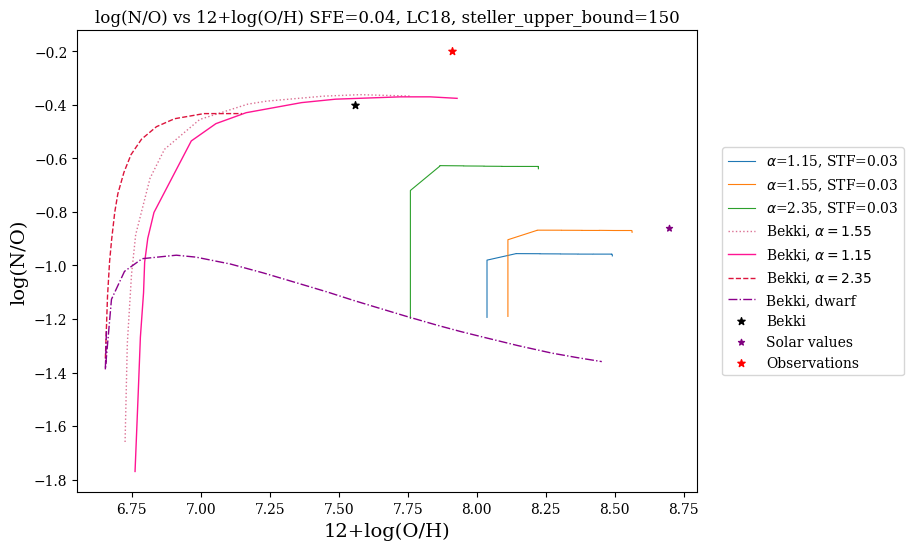 log(N/O) vs 12+log(O/H) SFE=0.04, LC18, steller_upper_bound=150
log(N/O)
−0.2
−0.4
−0.6
−0.8
−1.0
−1.2
−1.4
−1.6
−1.8
6.75 7.00 7.25 7.50 7.75 8.00 8.25 8.50 8.75
12+log(O/H)
α=1.15, STF=0.03
α=1.55, STF=0.03
α=2.35, STF=0.03
Bekki, α = 1.55
Bekki, α = 1.15
Bekki, α = 2.35
Bekki, dwarf
Bekki
Solar values
Observations